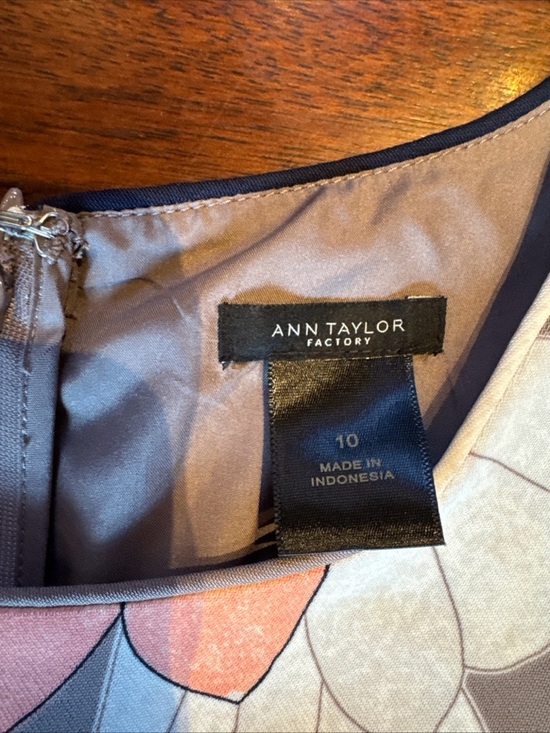 ANN TAYLOR
FACTORY
10
MADE IN
INDONESIA